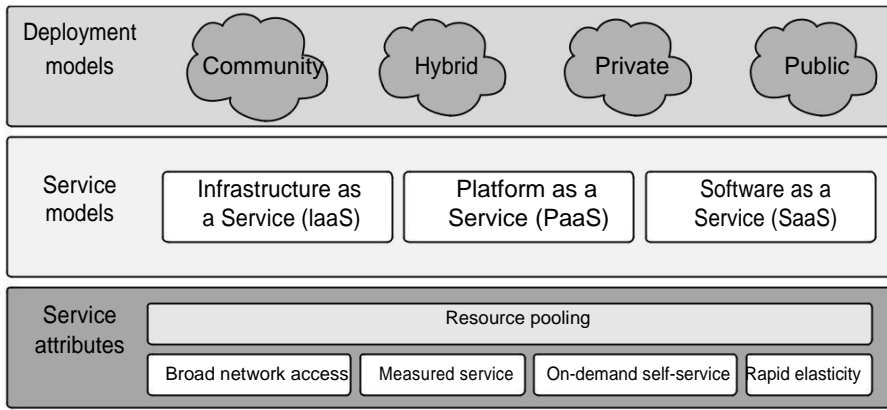 Deployment
models
Community
Hybrid
Private
Public
Service
models
Infrastructure as
a Service (IaaS)
Platform as a
Service (PaaS)
Software as a
Service (SaaS)
Service
attributes
Resource pooling
Broad network access
Measured service
On-demand self-service
Rapid elasticity